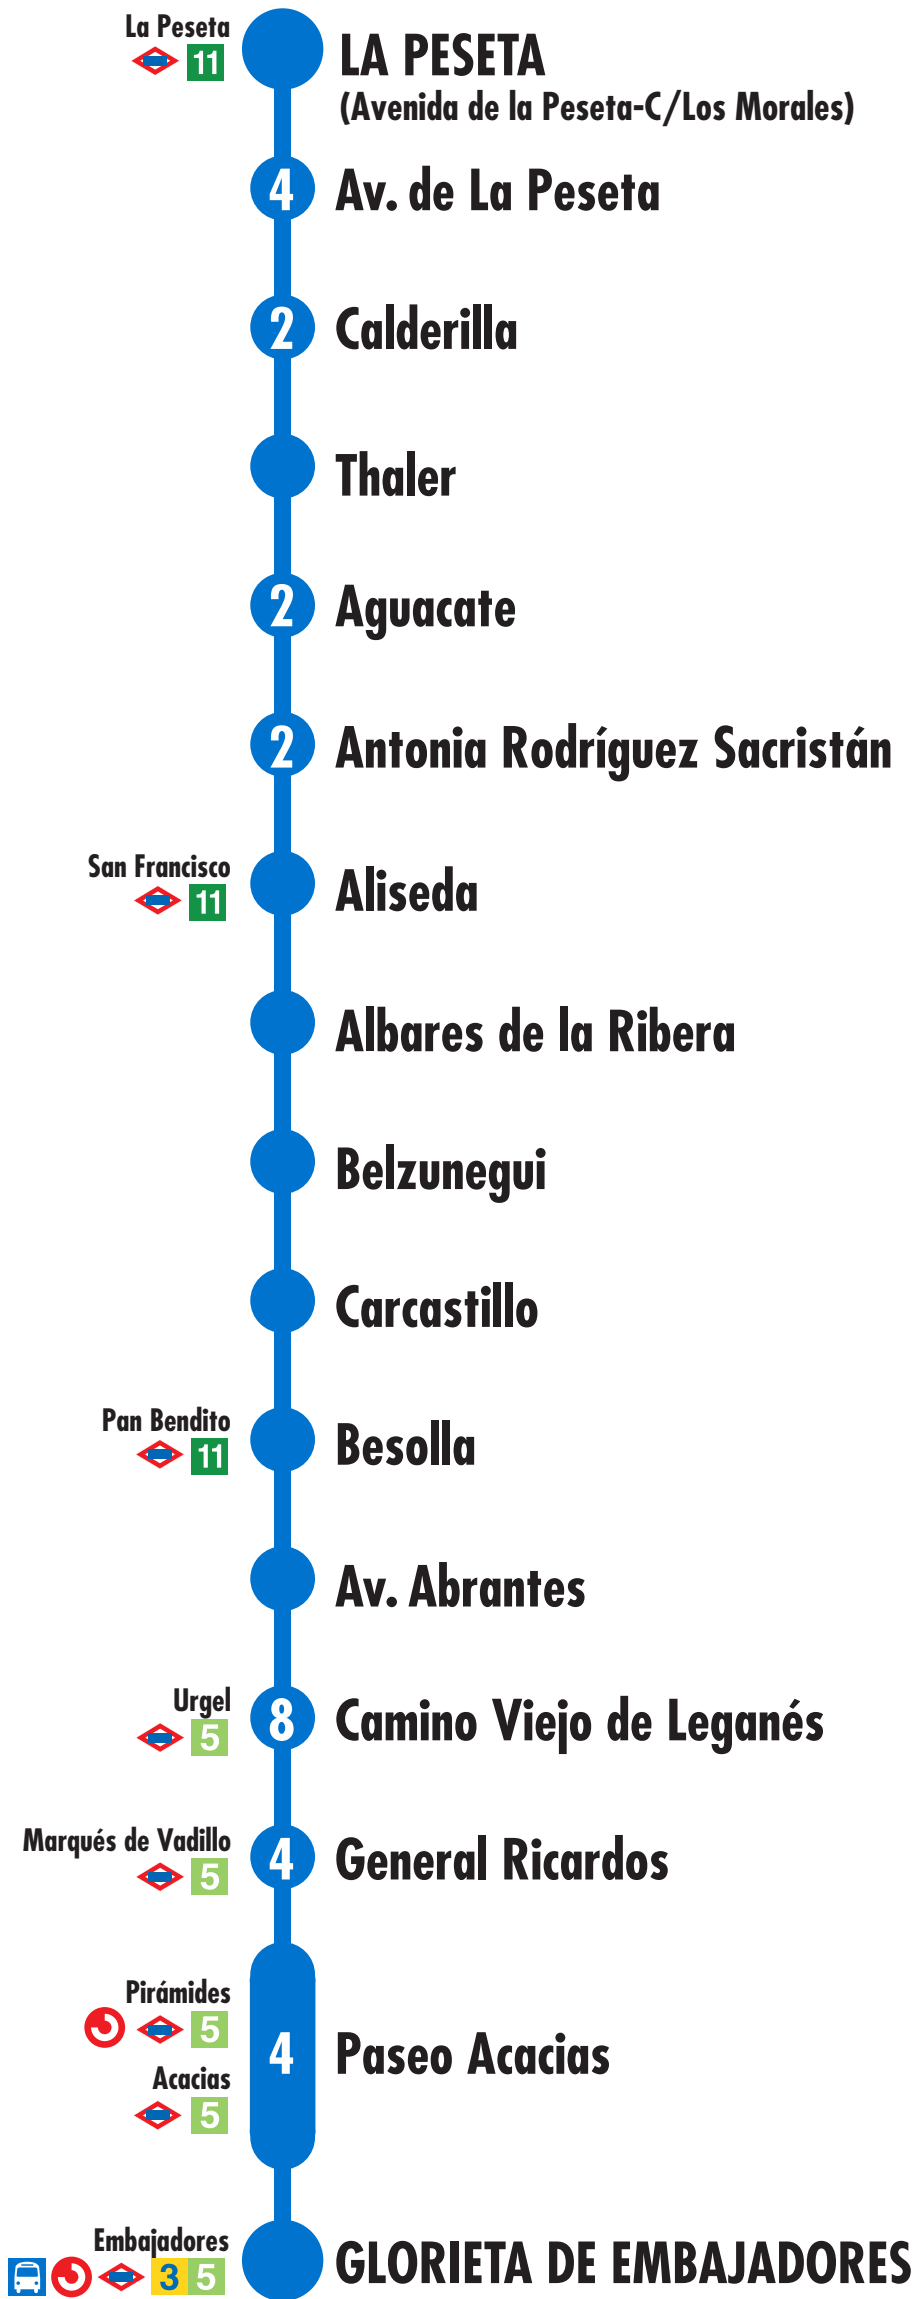 La Peseta
11
LA PESETA
(Avenida de la Peseta-C/Los Morales)
4 Av. de La Peseta
2 Calderilla
Thaler
2 Aguacate
2 Antonia Rodríguez Sacristán
San Francisco
11
Aliseda
Albares de la Ribera
Belzunegui
Carcastillo
Pan Bendito
11
Besolla
Av. Abrantes
Urgel
5
8 Camino Viejo de Leganés
Marqués de Vadillo
5
4 General Ricardos
Pirámides
5
4 Paseo Acacias
Acacias
5
Embajadores
3 5
GLORIETA DE EMBAJADORES